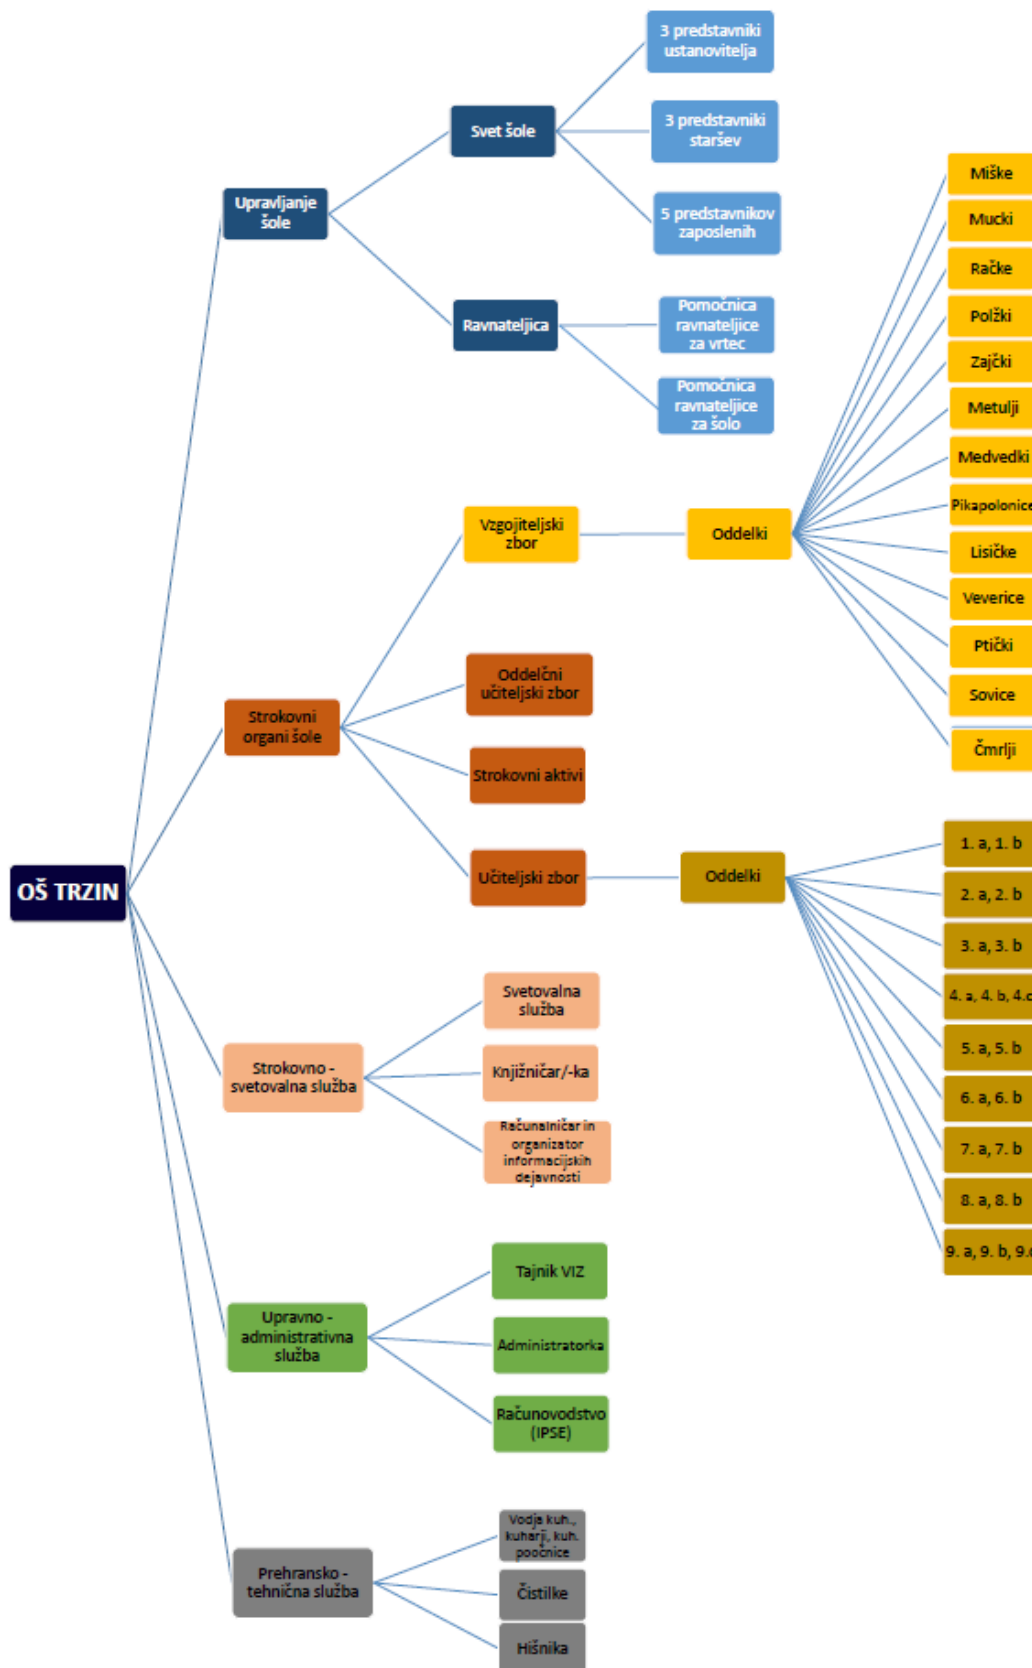 OŠ TRZIN
Upravljanje
šole
Svet šole
3 predstavniki
ustanovitelja
3 predstavniki
staršev
5 predstavnikov
zaposlenih
Ravnateljica
Pomočnica
ravnateljice
za vrtec
Pomočnica
ravnateljice
za šolo
Strokovni
organi šole
Vzgojiteljski
zbor
Oddelki
Miške
Mucki
Račke
Polžki
Zajčki
Metulji
Medvedki
Pikapolonice
Lisičke
Veverice
Ptički
Sovice
Čmrlji
Oddelčni
učiteljski zbor
Strokovni aktivi
Učiteljski zbor
Oddelki
1. a, 1. b
2. a, 2. b
3. a, 3. b
4. a, 4. b, 4.c
5. a, 5. b
6. a, 6. b
7. a, 7. b
8. a, 8. b
9. a, 9. b, 9.c
Strokovno -
svetovalna služba
Svetovalna
služba
Knjižničar/-ka
Računalničar in
organizator
informacijskih
dejavnosti
Upravno -
administrativna
služba
Tajnik VIZ
Administratorka
Računovodstvo
(IPSE)
Prehransko -
tehnična služba
Vodja kuh.,
kuharji, kuh.
poočnice
Čistilke
Hišnika